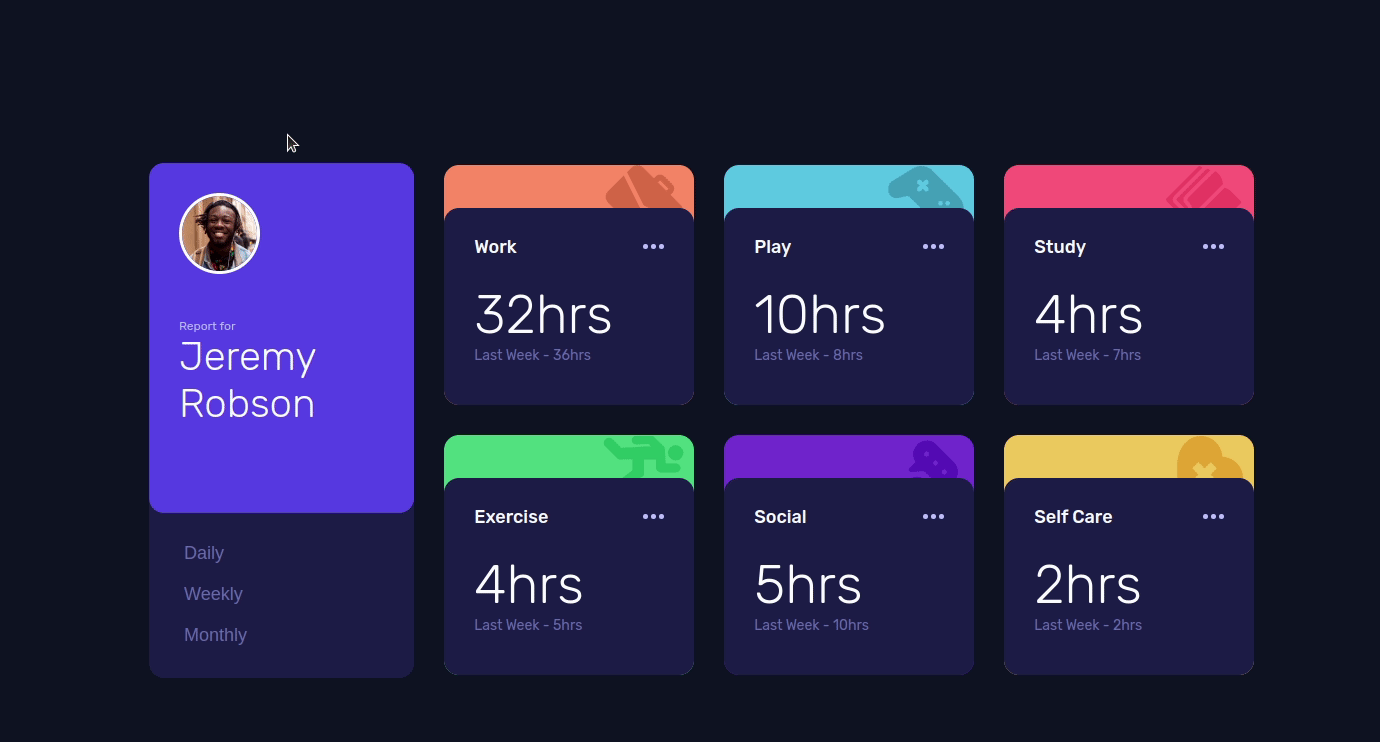 Report for
Jeremy
Robson
Daily
Weekly
Monthly
Work
32hrs
Last Week - 36hrs
Play
10hrs
Last Week - 8hrs
Study
4hrs
Last Week - 7hrs
Exercise
4hrs
Last Week - 5hrs
Social
5hrs
Last Week - 10hrs
Self Care
2hrs
Last Week - 2hrs